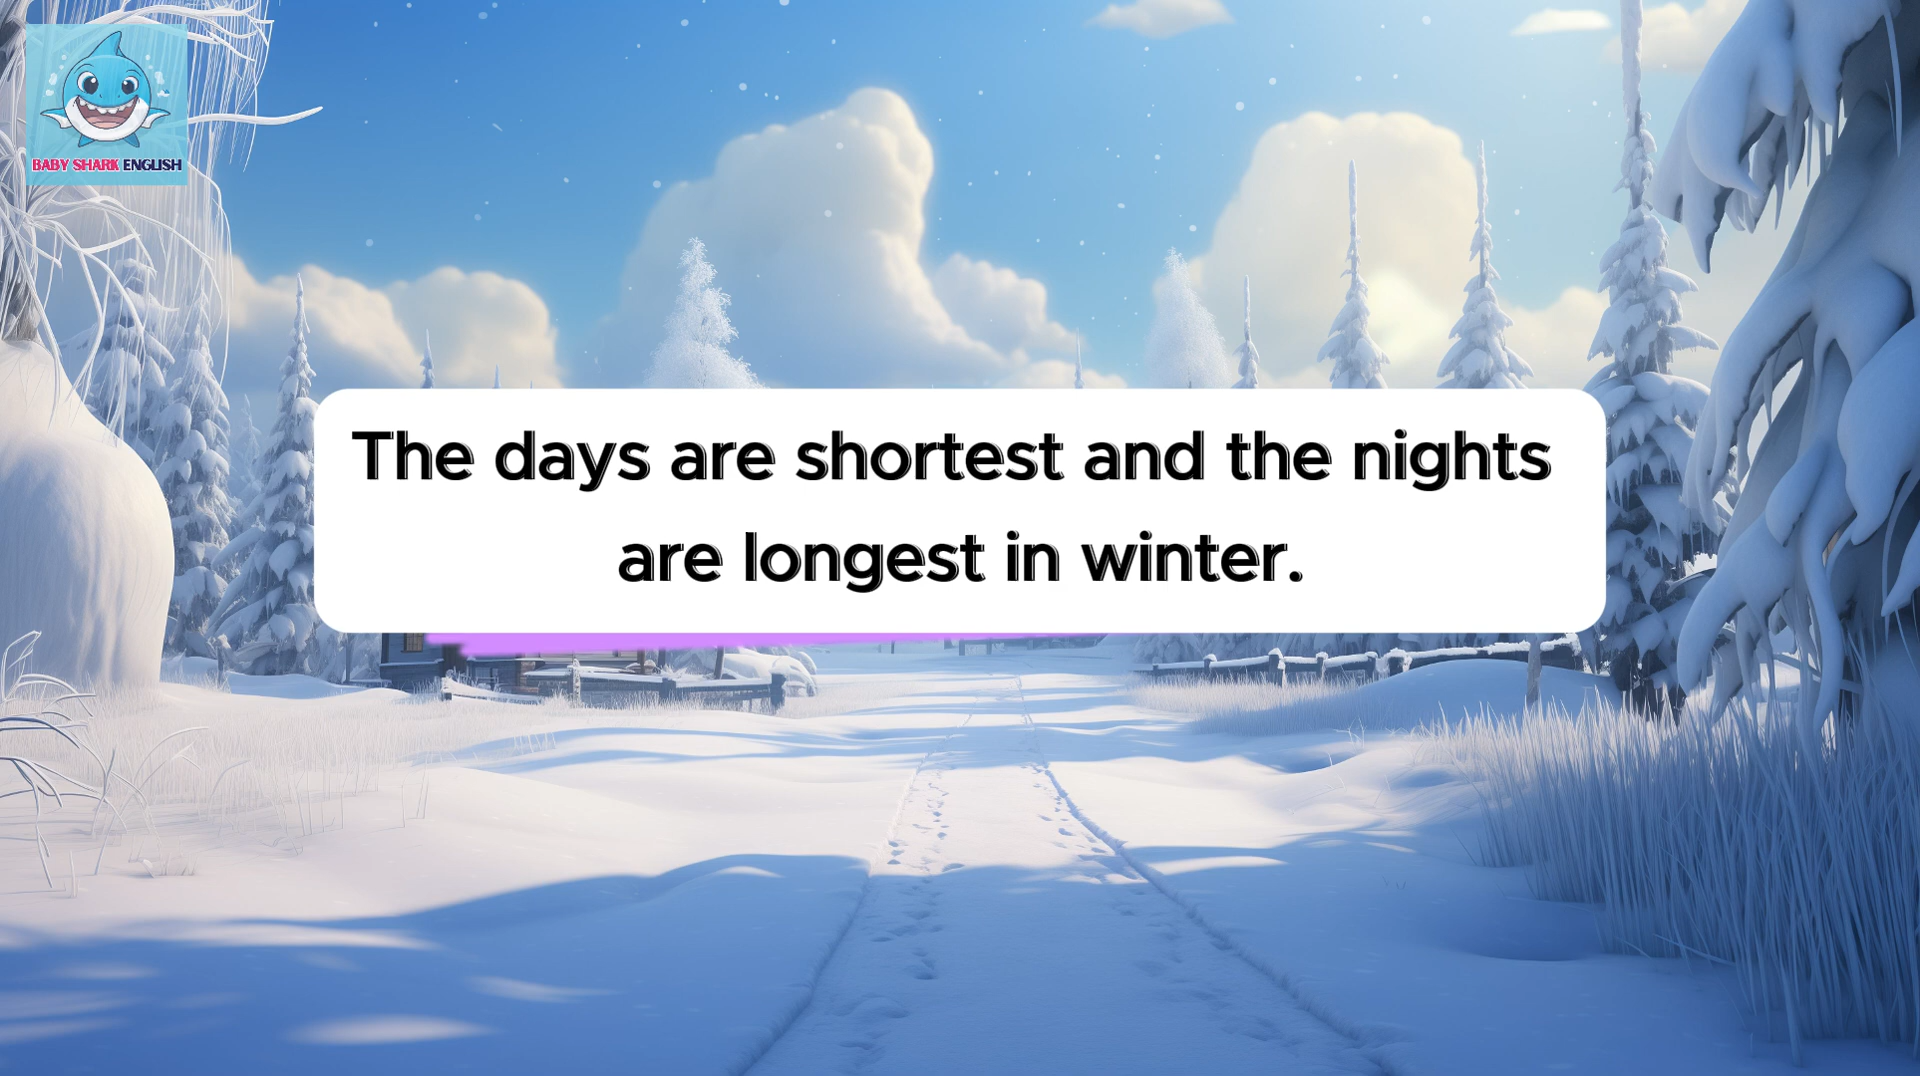 BABY SHARK ENGLISH
The days are shortest and the nights
are longest in winter.